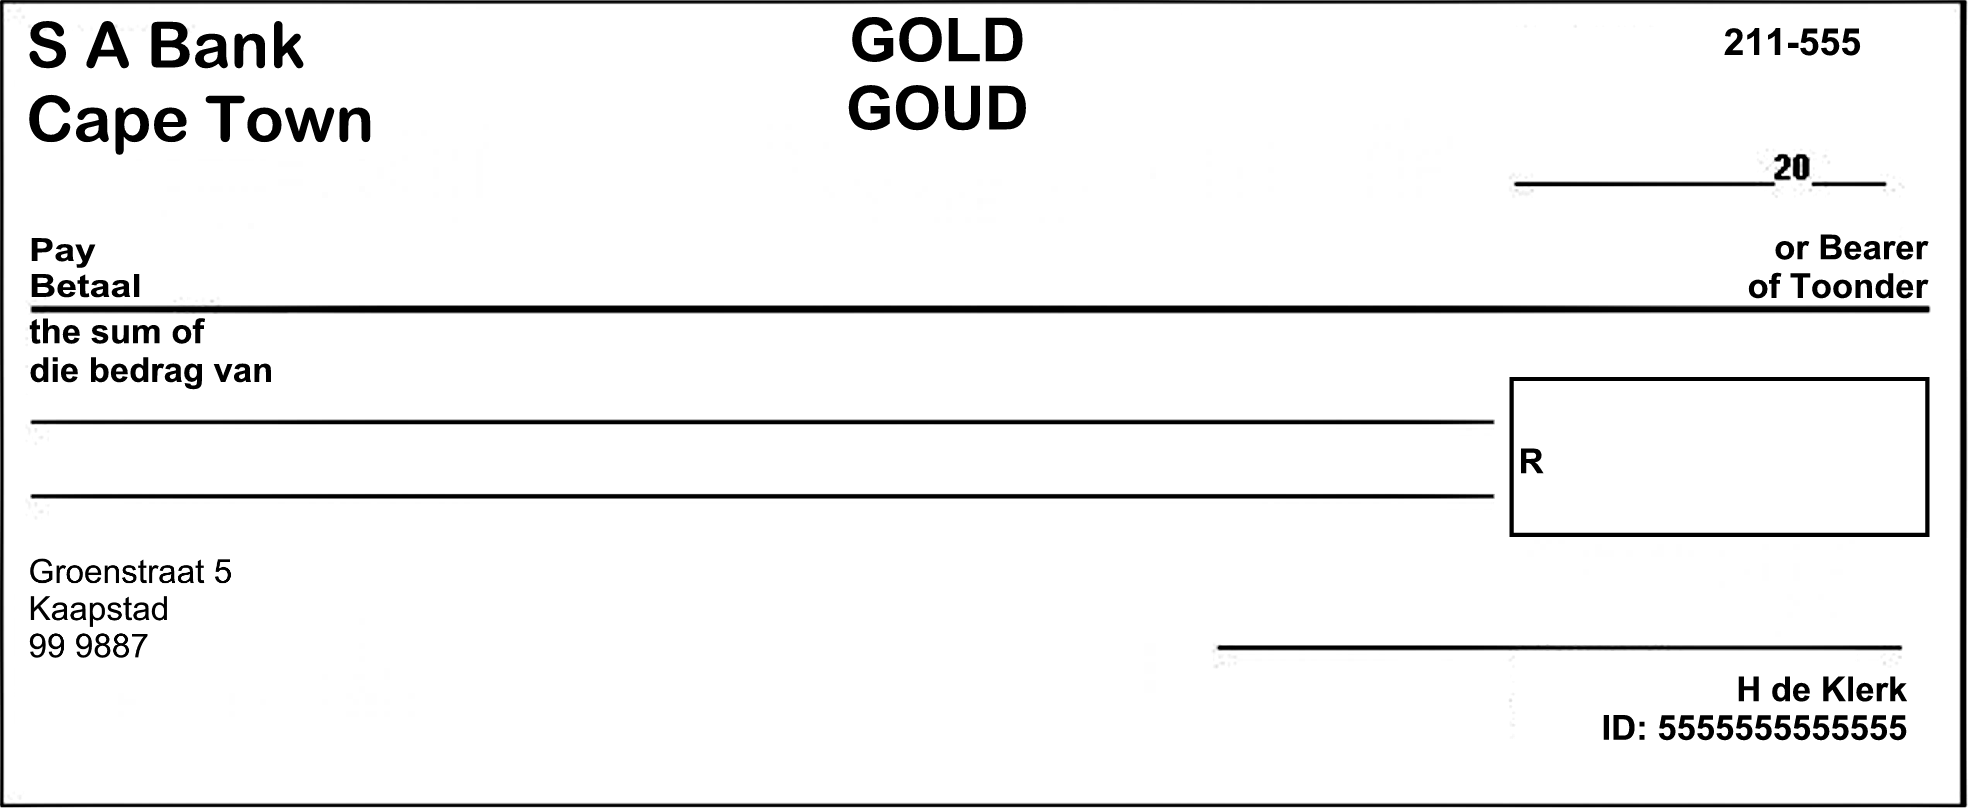 S A Bank
Cape Town
GOLD
GOUD
211-555
20
Pay
Betaal
or Bearer
of Toonder
the sum of
die bedrag van
R
Groenstraat 5
Kaapstad
99 9887
H de Klerk
ID: 5555555555555